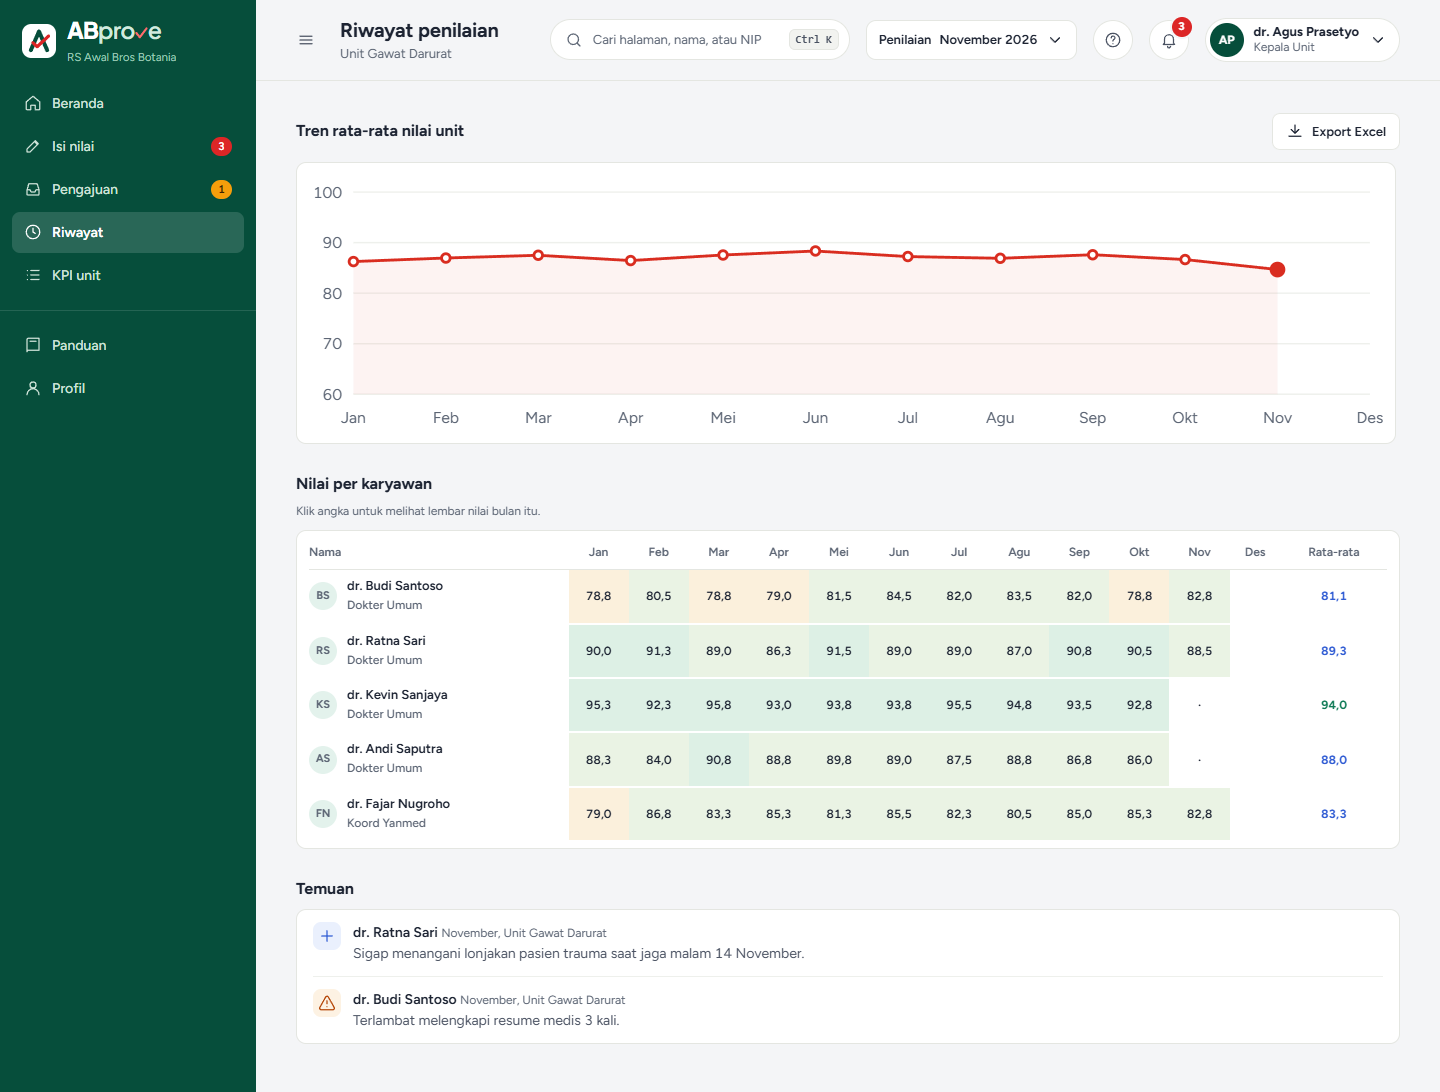 ABprove
RS Awal Bros Botania
Beranda
Isi nilai 3
Pengajuan 1
Riwayat
KPI unit
Panduan
Profil
Riwayat penilaian
Unit Gawat Darurat
Cari halaman, nama, atau NIP Ctrl K
Penilaian November 2026
3
AP dr. Agus Prasetyo
Kepala Unit
Tren rata-rata nilai unit
Export Excel
100
90
80
70
60
Jan Feb Mar Apr Mei Jun Jul Agu Sep Okt Nov Des
Nilai per karyawan
Klik angka untuk melihat lembar nilai bulan itu.
Nama Jan Feb Mar Apr Mei Jun Jul Agu Sep Okt Nov Des Rata-rata
BS dr. Budi Santoso 78,8 80,5 78,8 79,0 81,5 84,5 82,0 83,5 82,0 78,8 82,8 81,1
Dokter Umum
RS dr. Ratna Sari 90,0 91,3 89,0 86,3 91,5 89,0 89,0 87,0 90,8 90,5 88,5 89,3
Dokter Umum
KS dr. Kevin Sanjaya 95,3 92,3 95,8 93,0 93,8 93,8 95,5 94,8 93,5 92,8 · 94,0
Dokter Umum
AS dr. Andi Saputra 88,3 84,0 90,8 88,8 89,8 89,0 87,5 88,8 86,8 86,0 · 88,0
Dokter Umum
FN dr. Fajar Nugroho 79,0 86,8 83,3 85,3 81,3 85,5 82,3 80,5 85,0 85,3 82,8 83,3
Koord Yanmed
Temuan
dr. Ratna Sari November, Unit Gawat Darurat
Sigap menangani lonjakan pasien trauma saat jaga malam 14 November.
dr. Budi Santoso November, Unit Gawat Darurat
Terlambat melengkapi resume medis 3 kali.